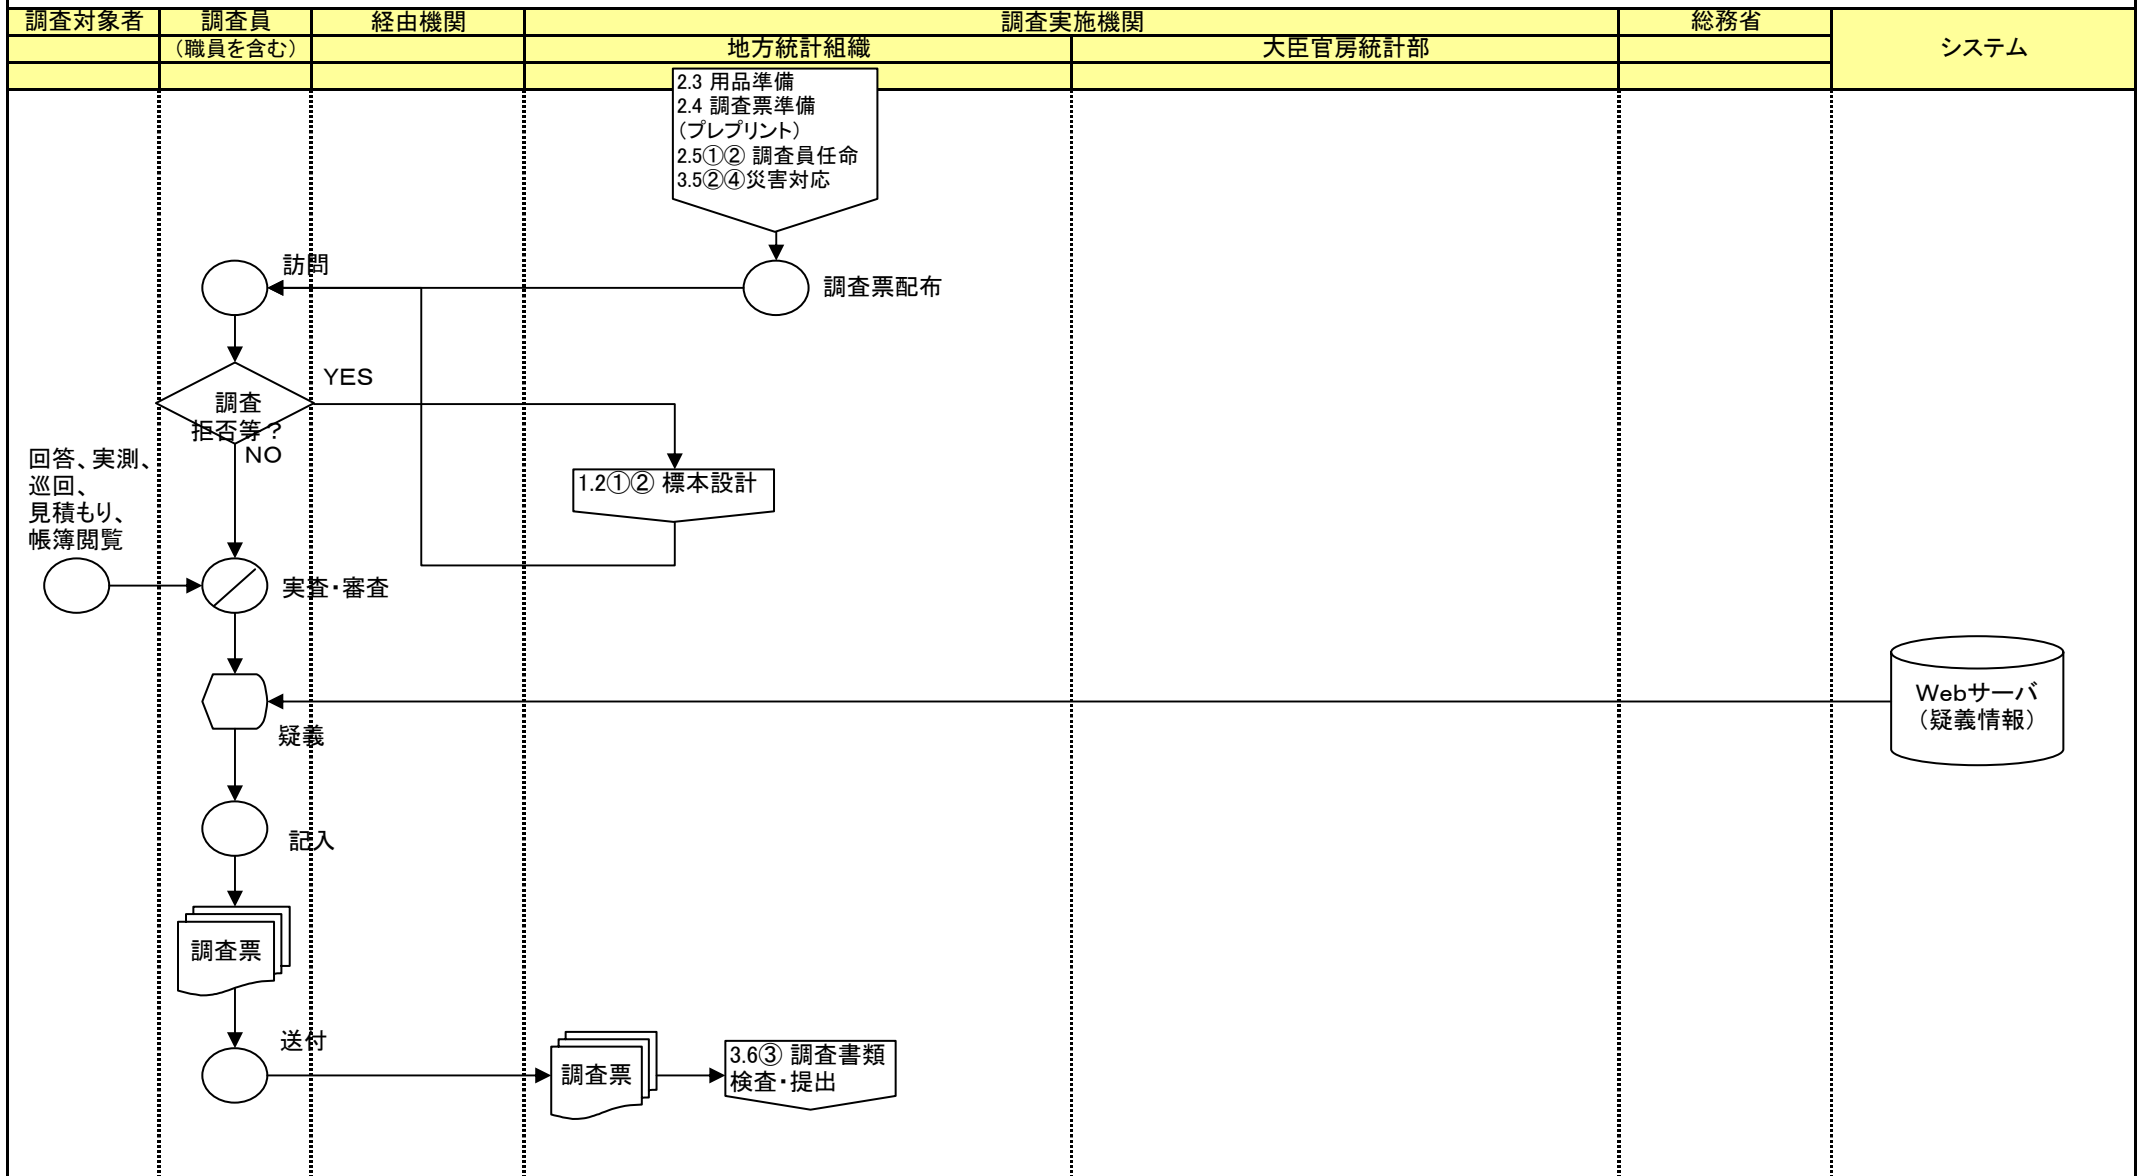 調査対象者
調査員
経由機関
調査実施機関
総務省
システム
（職員を含む）
地方統計組織
大臣官房統計部
2.3 用品準備
2.4 調査票準備
（プレプリント）
2.5①② 調査員任命
3.5②④災害対応
訪問
調査票配布
YES
調査
拒否等？
NO
回答、実測、
巡回、
見積もり、
帳簿閲覧
1.2①② 標本設計
実査・審査
Webサーバ
（疑義情報）
疑義
記入
調査票
送付
調査票
3.6③ 調査書類
検査・提出